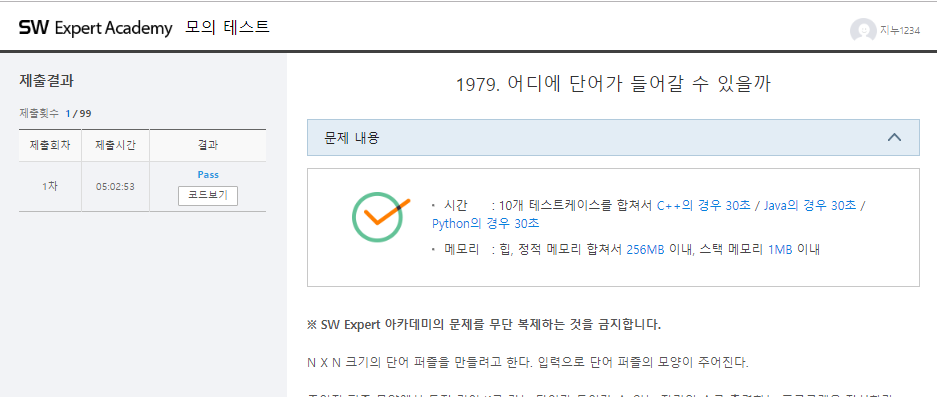 SW Expert Academy 모의 테스트
지누1234
제출결과
제출횟수 1 / 99
제출회차 제출시간 결과
1차 05:02:53 Pass
코드보기
1979. 어디에 단어가 들어갈 수 있을까
문제 내용
• 시간 : 10개 테스트케이스를 합쳐서 C++의 경우 30초 / Java의 경우 30초 /
Python의 경우 30초
• 메모리 : 힙, 정적 메모리 합쳐서 256MB 이내, 스택 메모리 1MB 이내
※ SW Expert 아카데미의 문제를 무단 복제하는 것을 금지합니다.
N X N 크기의 단어 퍼즐을 만들려고 한다. 입력으로 단어 퍼즐의 모양이 주어진다.